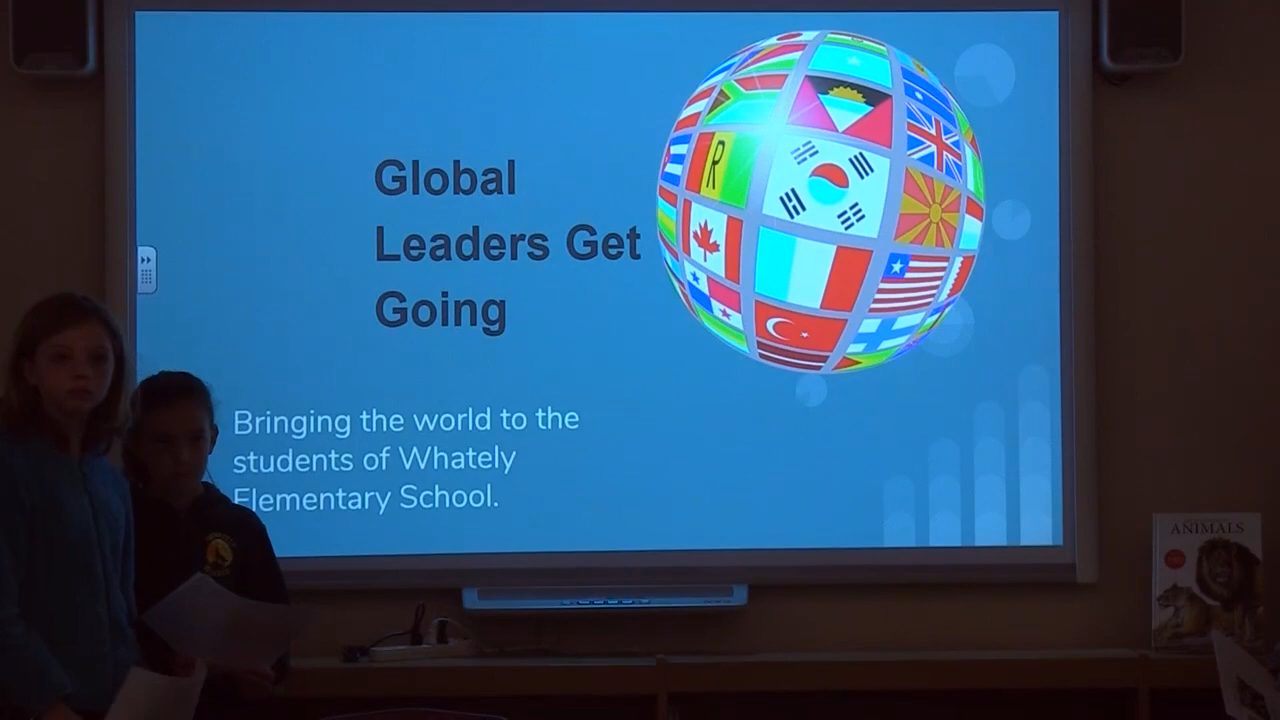 Global
Leaders Get
Going
R
Bringing the world to the
students of Whately
Elementary School.
ANIMALS